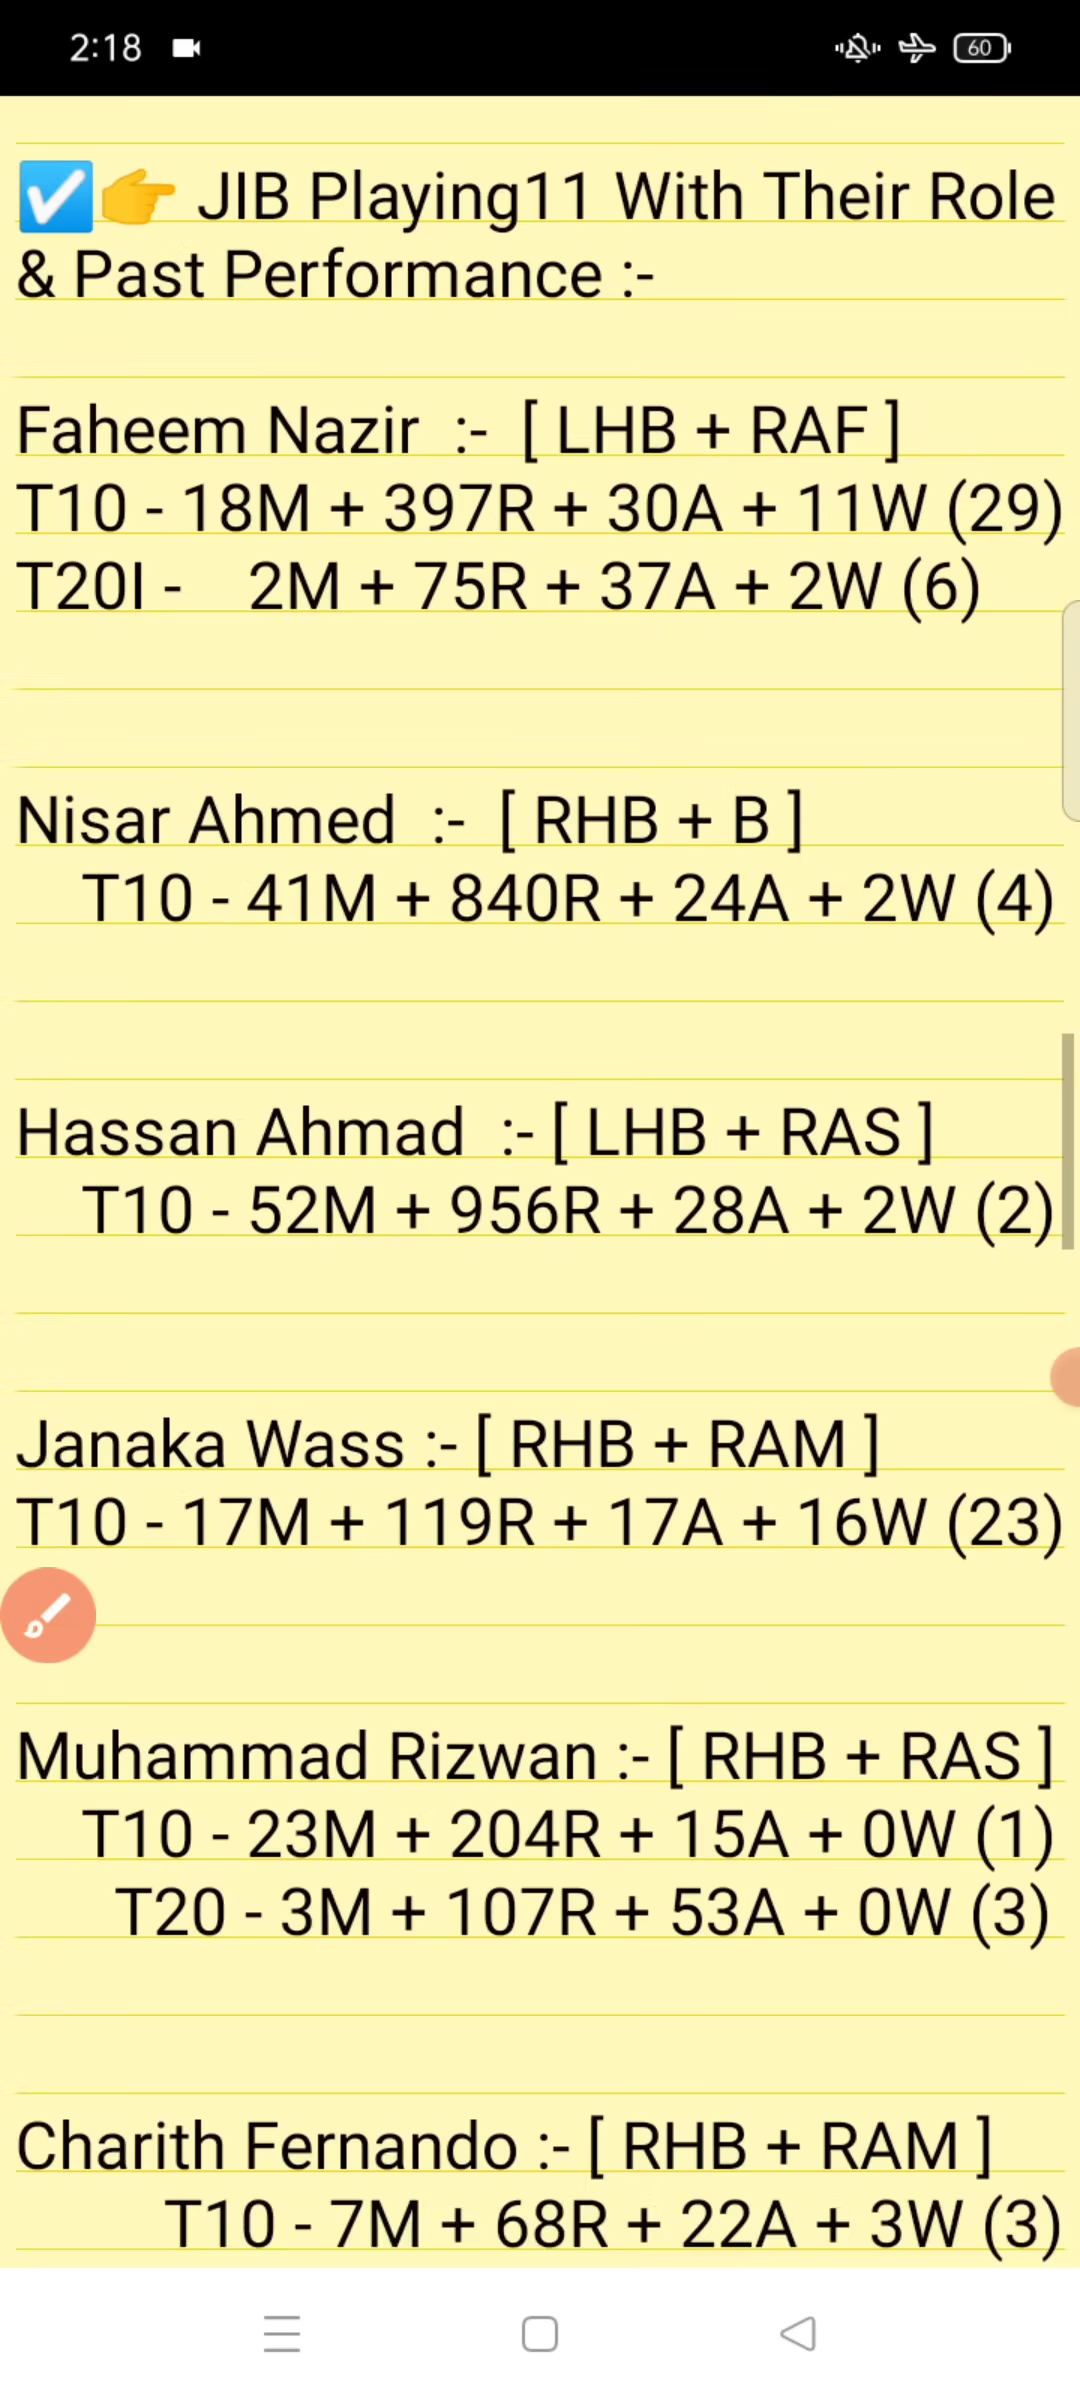 2:18
60
✅👉 JIB Playing11 With Their Role
& Past Performance :-
Faheem Nazir :- [ LHB + RAF ]
T10 - 18M + 397R + 30A + 11W (29)
T20I - 2M + 75R + 37A + 2W (6)
Nisar Ahmed :- [ RHB + B ]
T10 - 41M + 840R + 24A + 2W (4)
Hassan Ahmad :- [ LHB + RAS ]
T10 - 52M + 956R + 28A + 2W (2)
Janaka Wass :- [ RHB + RAM ]
T10 - 17M + 119R + 17A + 16W (23)
Muhammad Rizwan :- [ RHB + RAS ]
T10 - 23M + 204R + 15A + 0W (1)
T20 - 3M + 107R + 53A + 0W (3)
Charith Fernando :- [ RHB + RAM ]
T10 - 7M + 68R + 22A + 3W (3)